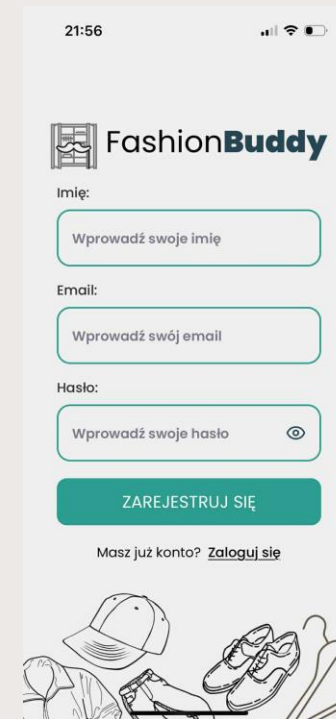 21:56
FashionBuddy
Imię:
Wprowadź swoje imię
Email:
Wprowadź swój email
Hasło:
Wprowadź swoje hasło
ZAREJESTRUJ SIĘ
Masz już konto? Zaloguj się